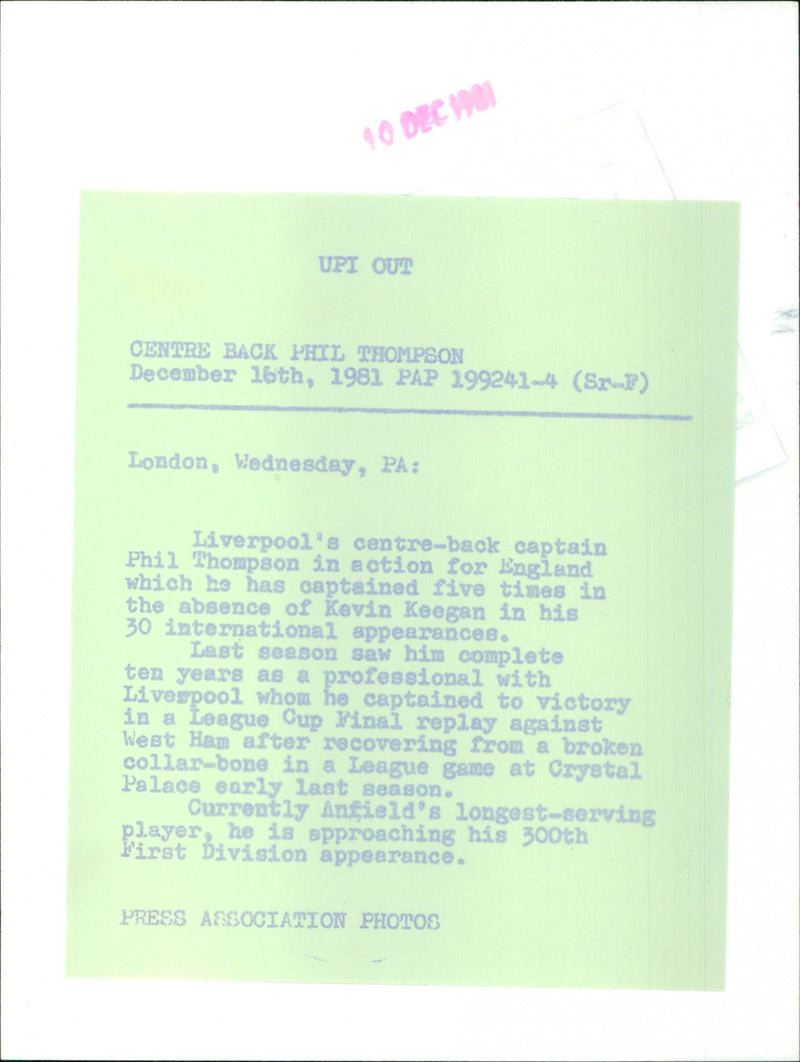 10 DEC 1981
UPI OUT
CENTRE BACK PHIL THOMPSON
December 16th, 1981 PAP 199241-4 (Sr-F)
London, Wednesday, PA:
Liverpool's centre-back captain
Phil Thompson in action for England
which he has captained five times in
the absence of Kevin Keegan in his
30 international appearances.
Last season saw him complete
ten years as a professional with
Liverpool whom he captained to victory
in a League Cup Final replay against
West Ham after recovering from a broken
collar-bone in a League game at Crystal
Palace early last season.
Currently Anfield's longest-serving
player, he is approaching his 300th
First Division appearance.
PRESS ASSOCIATION PHOTOS